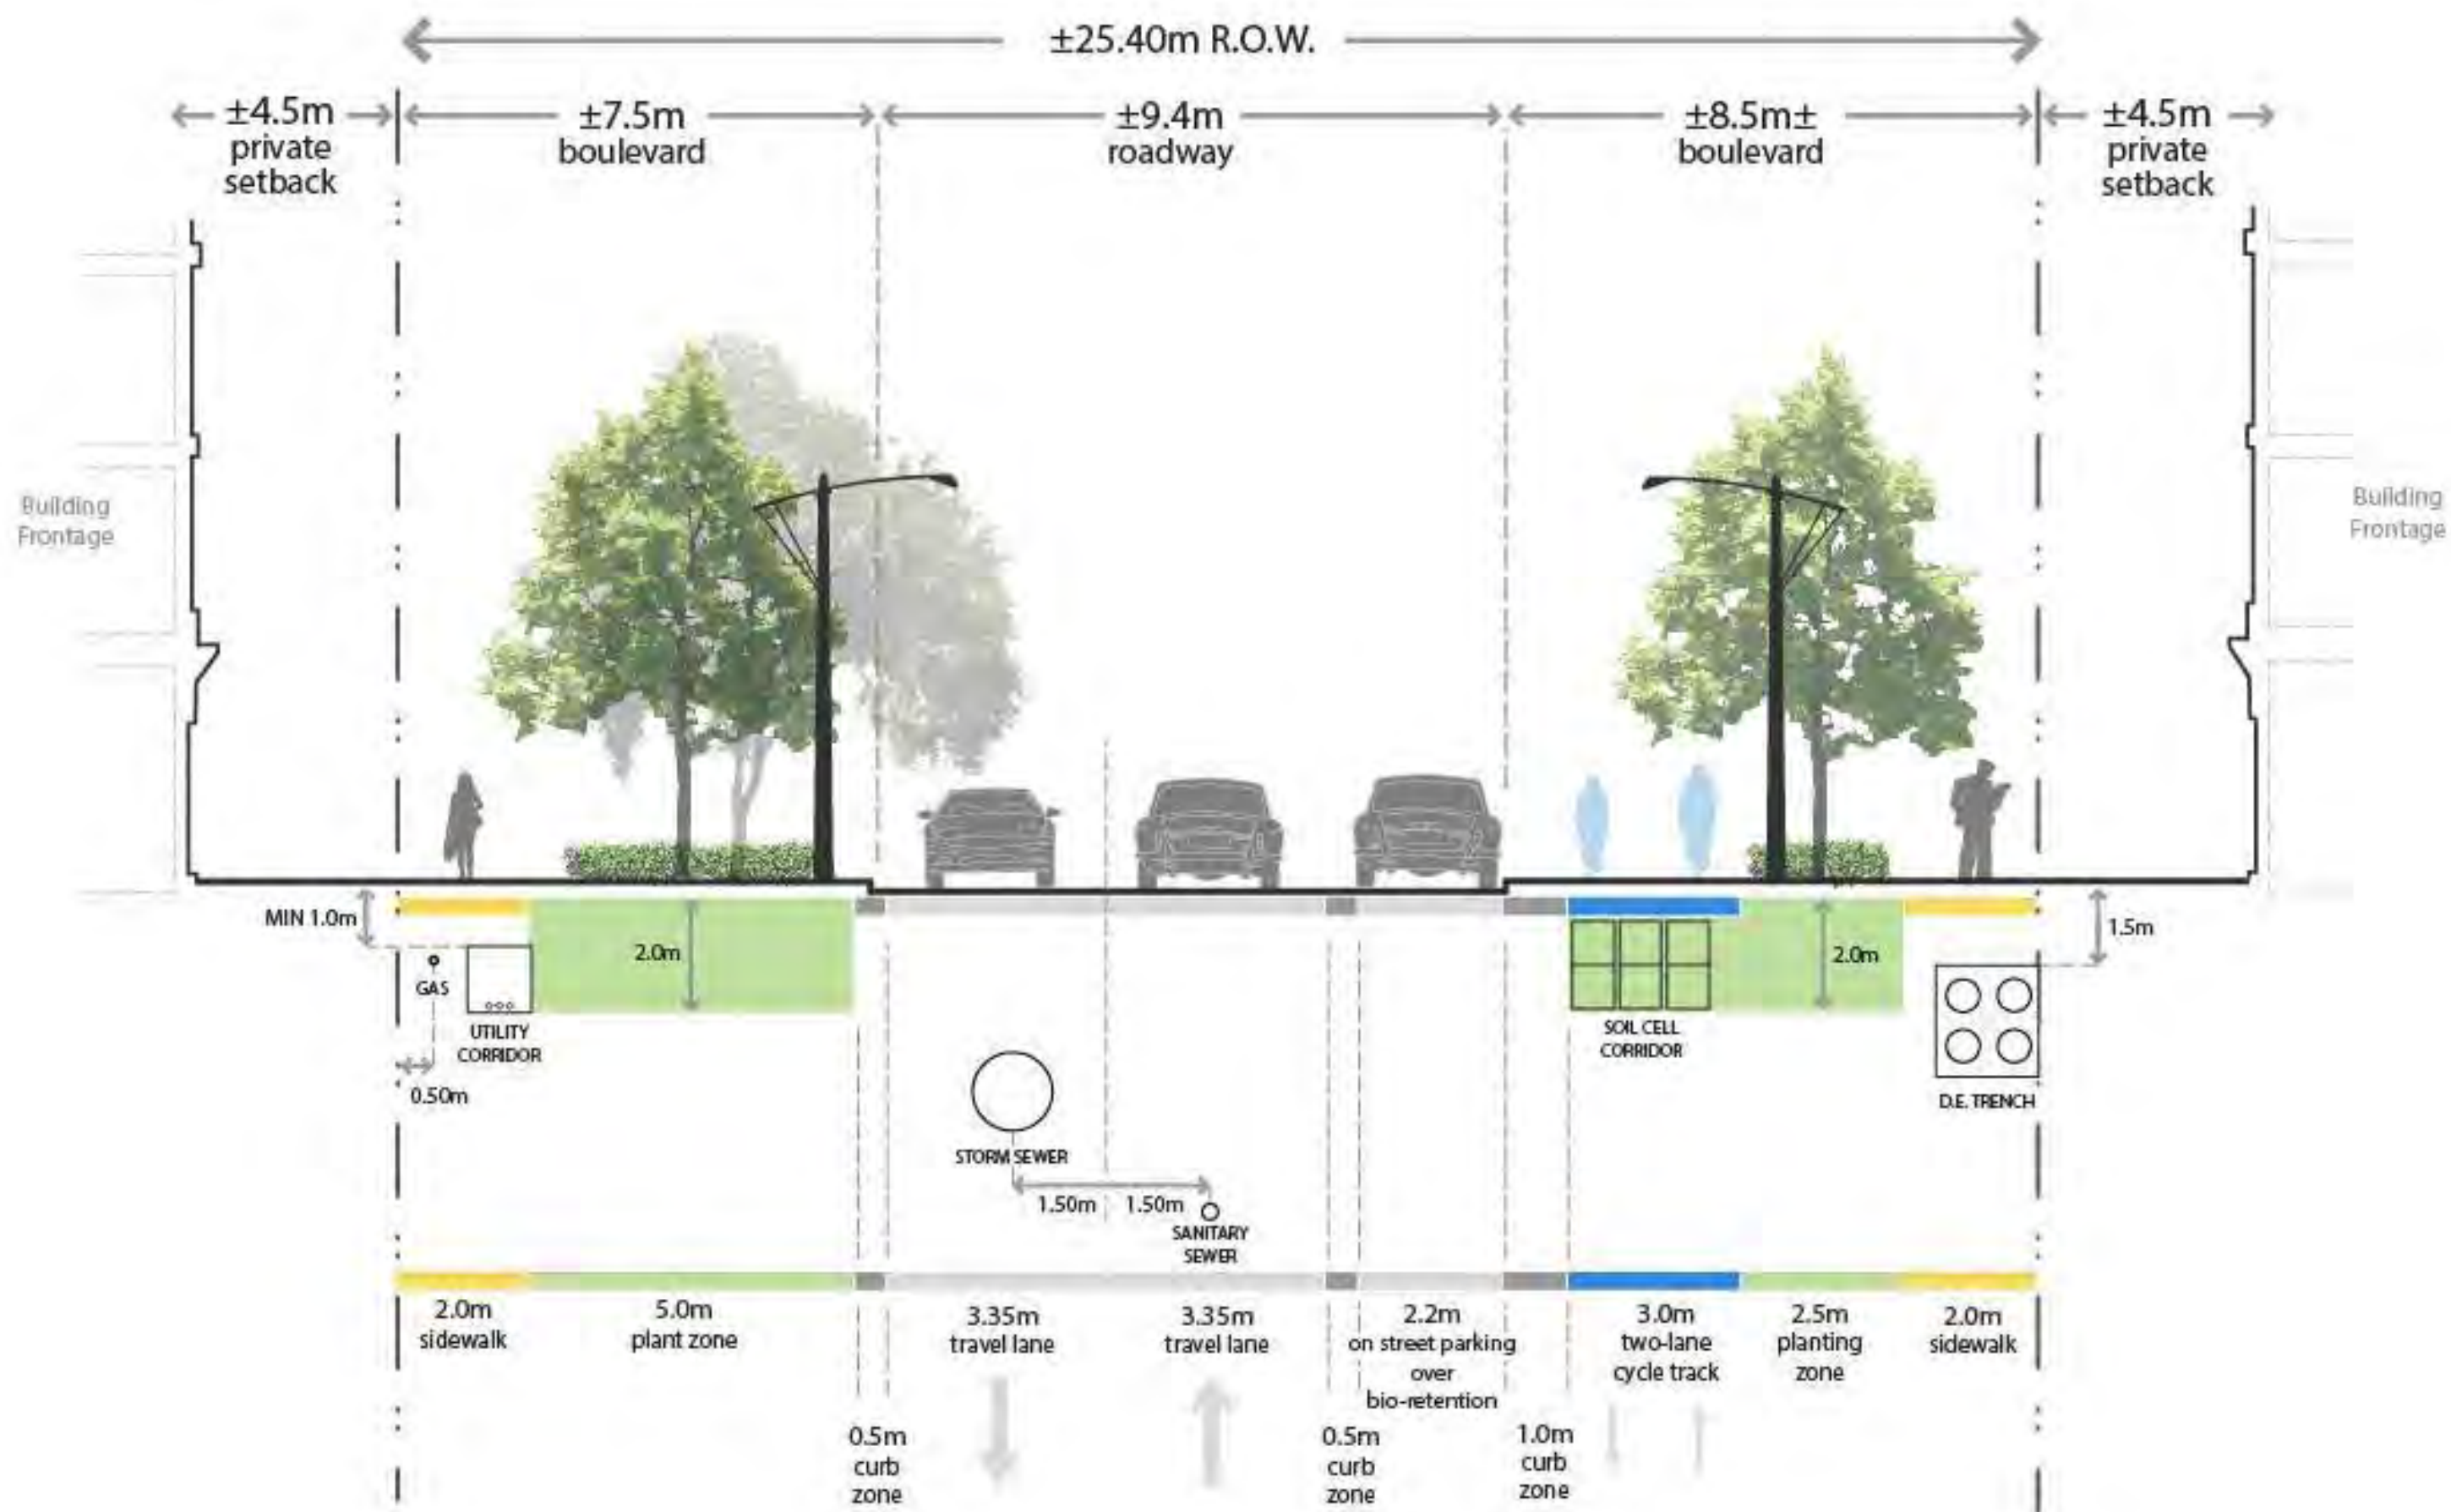 ±25.40m R.O.W.
±4.5m
private
setback
±7.5m
boulevard
±9.4m
roadway
±8.5m±
boulevard
±4.5m
private
setback
Building
Frontage
Building
Frontage
MIN 1.0m
2.0m
GAS
UTILITY
CORRIDOR
0.50m
STORM SEWER
1.50m
1.50m
SANITARY
SEWER
SOIL CELL
CORRIDOR
2.0m
1.5m
D.E. TRENCH
2.0m
sidewalk
5.0m
plant zone
0.5m
curb
zone
3.35m
travel lane
3.35m
travel lane
0.5m
curb
zone
2.2m
on street parking
over
bio-retention
1.0m
curb
zone
3.0m
two-lane
cycle track
2.5m
planting
zone
2.0m
sidewalk